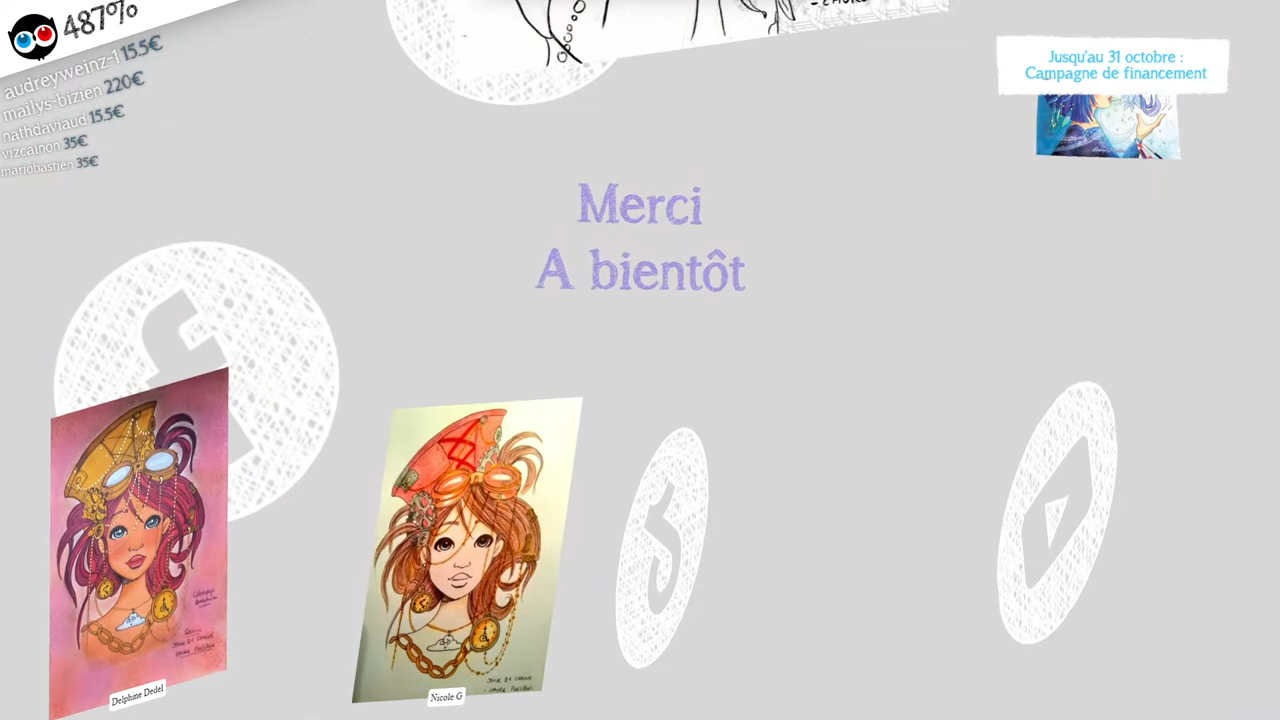 487%
audreyweinz-1 15.5€
mailys-bizien 220€
nathdaviaud 15.5€
vizcainon 35€
mariobastien 35€
Jusqu'au 31 octobre :
Campagne de financement
Merci
A bientôt
Delphine Dedel
Nicole G